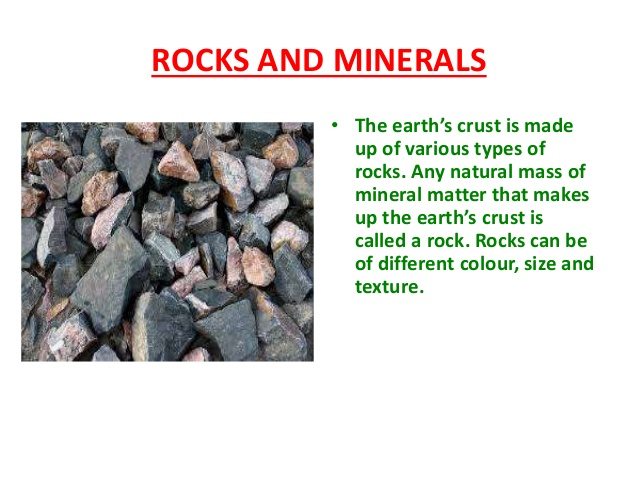 ROCKS AND MINERALS
• The earth’s crust is made
up of various types of
rocks. Any natural mass of
mineral matter that makes
up the earth’s crust is
called a rock. Rocks can be
of different colour, size and
texture.